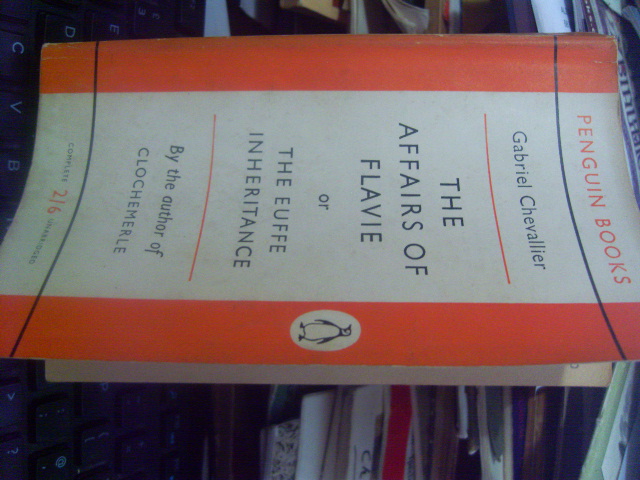 PENGUIN BOOKS
Gabriel Chevallier
THE
AFFAIRS OF
FLAVIE
or
THE EUFFE
INHERITANCE
By the author of
CLOCHEMERLE
COMPLETE 2/6 UNABRIDGED